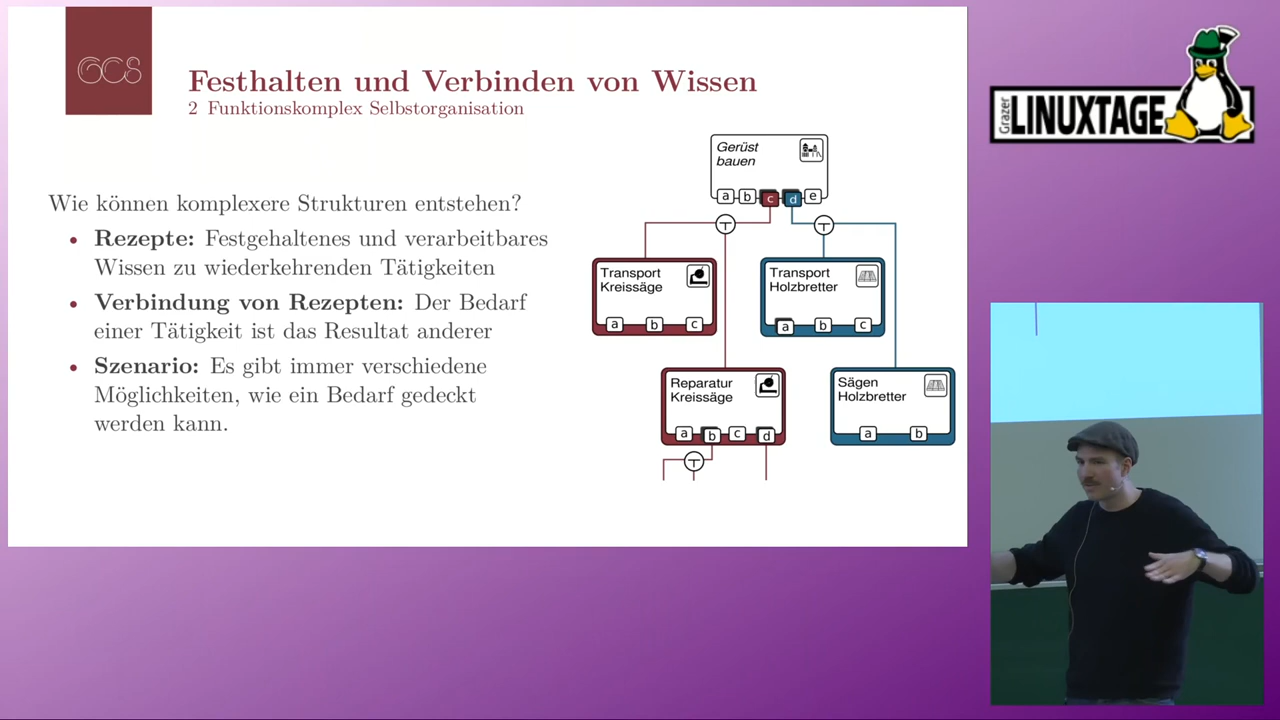 GCS
Festhalten und Verbinden von Wissen
2 Funktionskomplex Selbstorganisation
Wie können komplexere Strukturen entstehen?
• Rezepte: Festgehaltenes und verarbeitbares
Wissen zu wiederkehrenden Tätigkeiten
• Verbindung von Rezepten: Der Bedarf
einer Tätigkeit ist das Resultat anderer
• Szenario: Es gibt immer verschiedene
Möglichkeiten, wie ein Bedarf gedeckt
werden kann.
Gerüst
bauen
a b c d e
Transport
Kreissäge
a b c
Transport
Holzbretter
a b c
Reparatur
Kreissäge
a b c d
Sägen
Holzbretter
a b
Grazer
LINUXTAGE